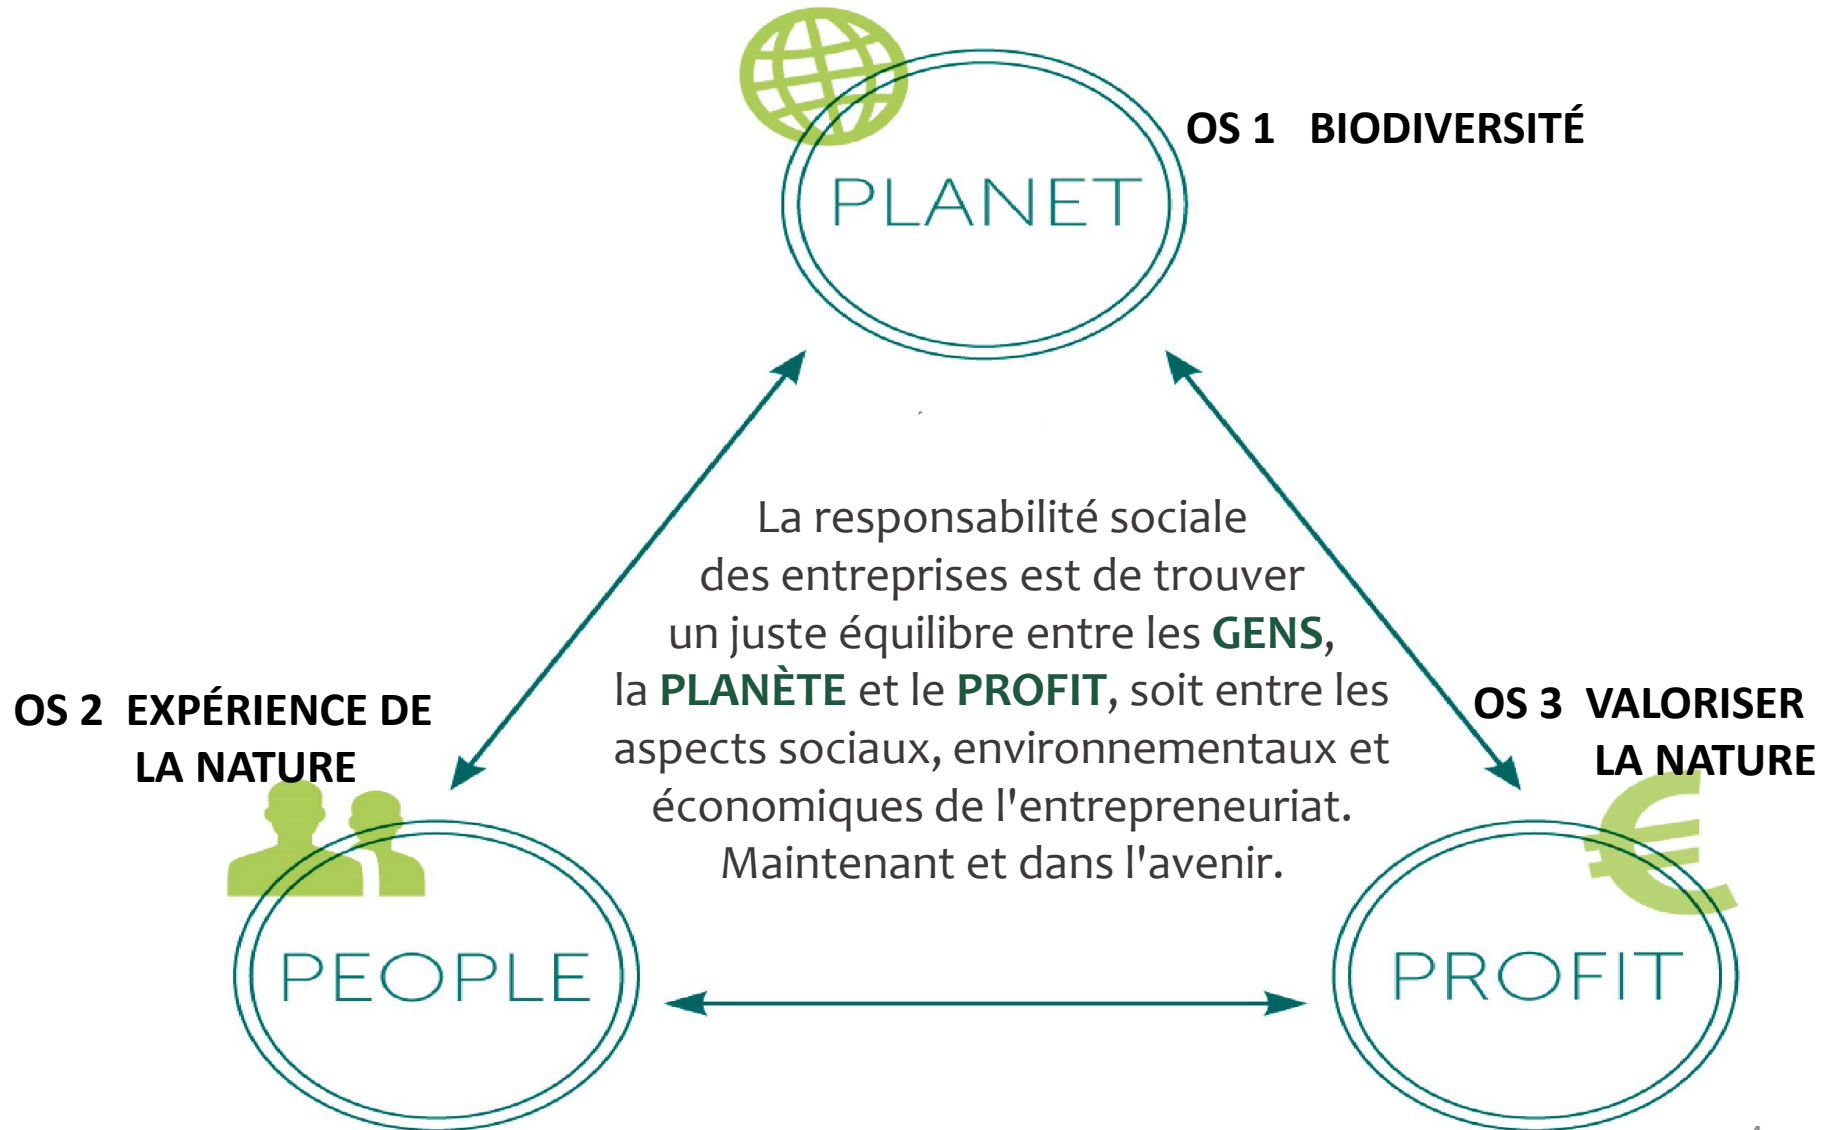 OS 1 BIODIVERSITÉ
PLANET
La responsabilité sociale
des entreprises est de trouver
un juste équilibre entre les GENS,
la PLANÈTE et le PROFIT, soit entre les
aspects sociaux, environnementaux et
économiques de l'entrepreneuriat.
Maintenant et dans l'avenir.
OS 2 EXPÉRIENCE DE
LA NATURE
PEOPLE
OS 3 VALORISER
LA NATURE
€
PROFIT